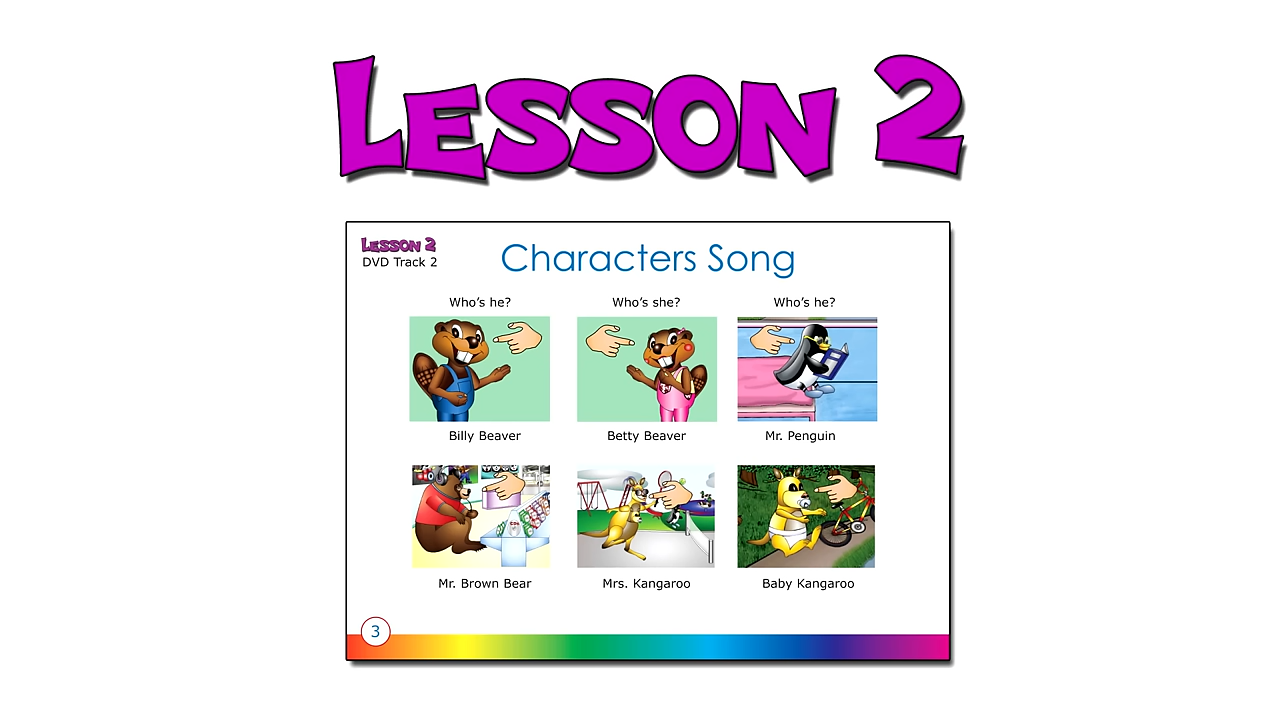 LESSON 2
LESSON 2
DVD Track 2
Characters Song
Who's he?
Who's she?
Who's he?
Billy Beaver
Betty Beaver
Mr. Penguin
Mr. Brown Bear
Mrs. Kangaroo
Baby Kangaroo
3